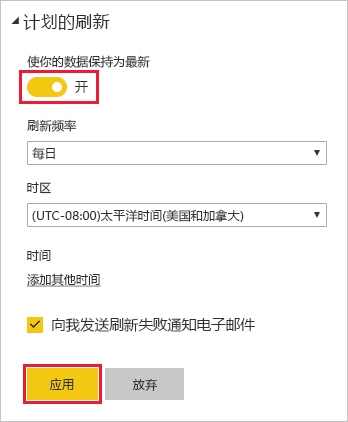 计划的刷新
使你的数据保持为最新
开
刷新频率
每日
时区
(UTC-08:00)太平洋时间(美国和加拿大)
时间
添加其他时间
向我发送刷新失败通知电子邮件
应用 放弃